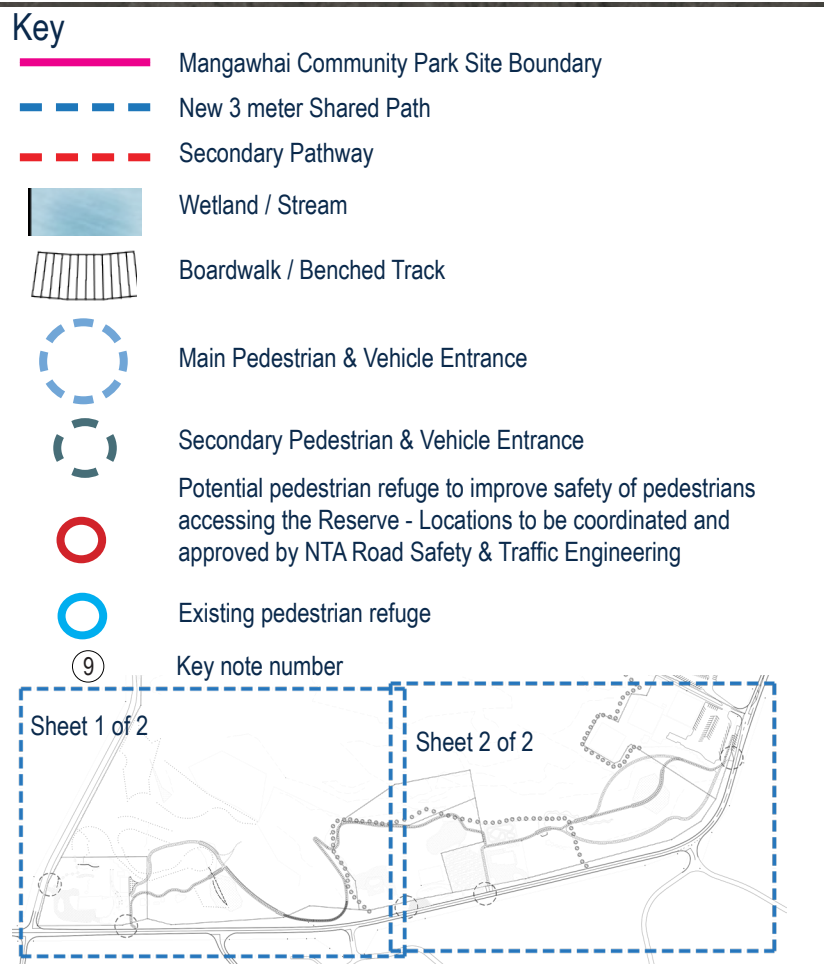 Key
Mangawhai Community Park Site Boundary
New 3 meter Shared Path
Secondary Pathway
Wetland / Stream
Boardwalk / Benched Track
Main Pedestrian & Vehicle Entrance
Secondary Pedestrian & Vehicle Entrance
Potential pedestrian refuge to improve safety of pedestrians
accessing the Reserve - Locations to be coordinated and
approved by NTA Road Safety & Traffic Engineering
Existing pedestrian refuge
9 Key note number
Sheet 1 of 2
Sheet 2 of 2